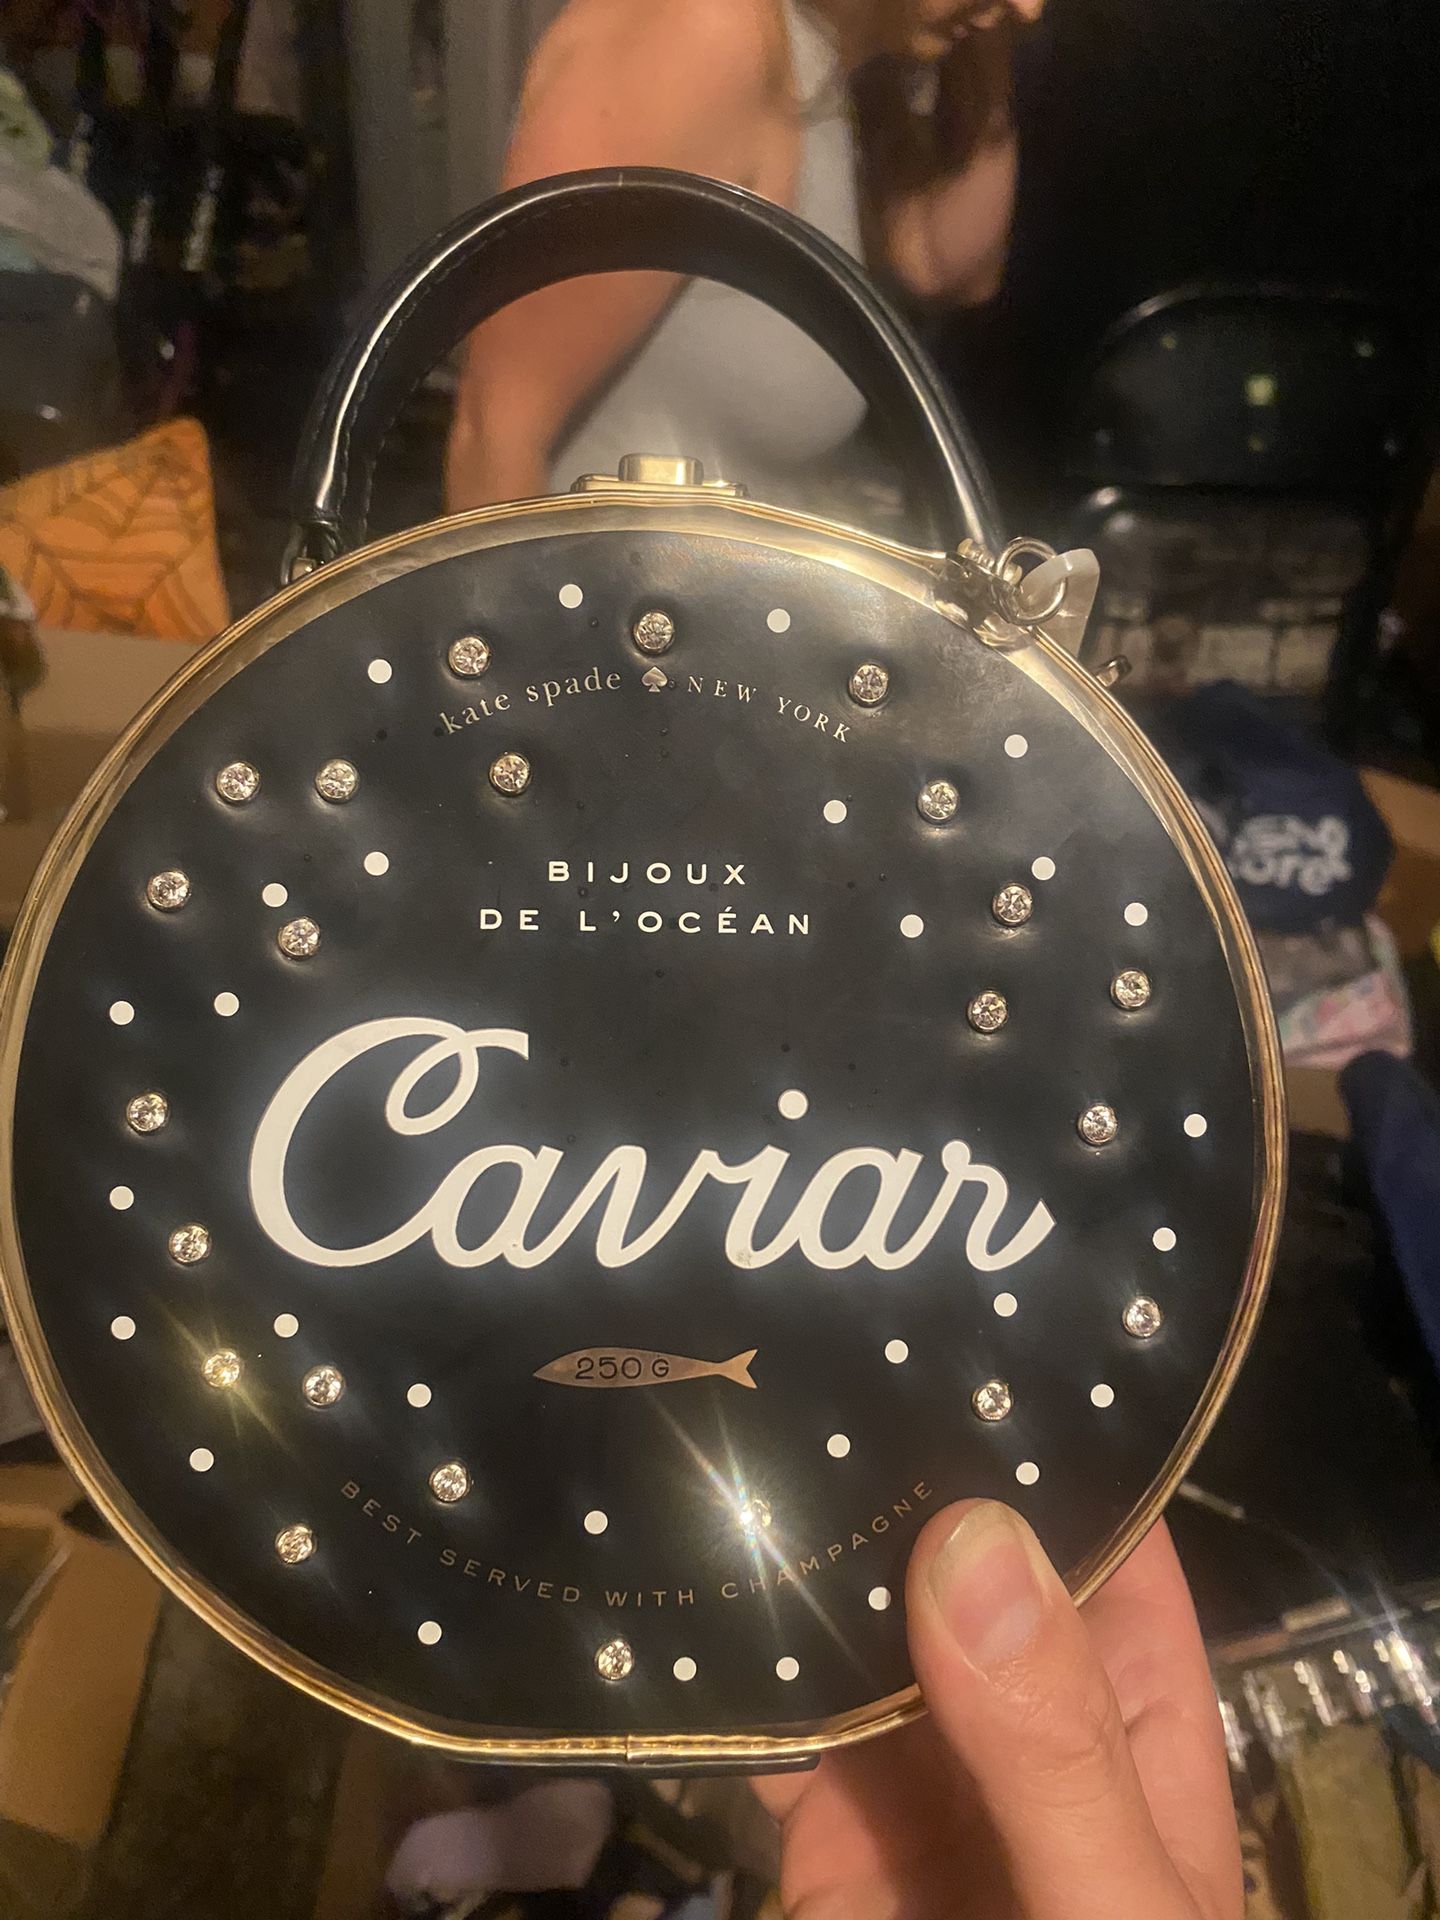 kate spade ♠ NEW YORK
BIJOUX
DE L'OCÉAN
Caviar
250 G
BEST SERVED WITH CHAMPAGNE